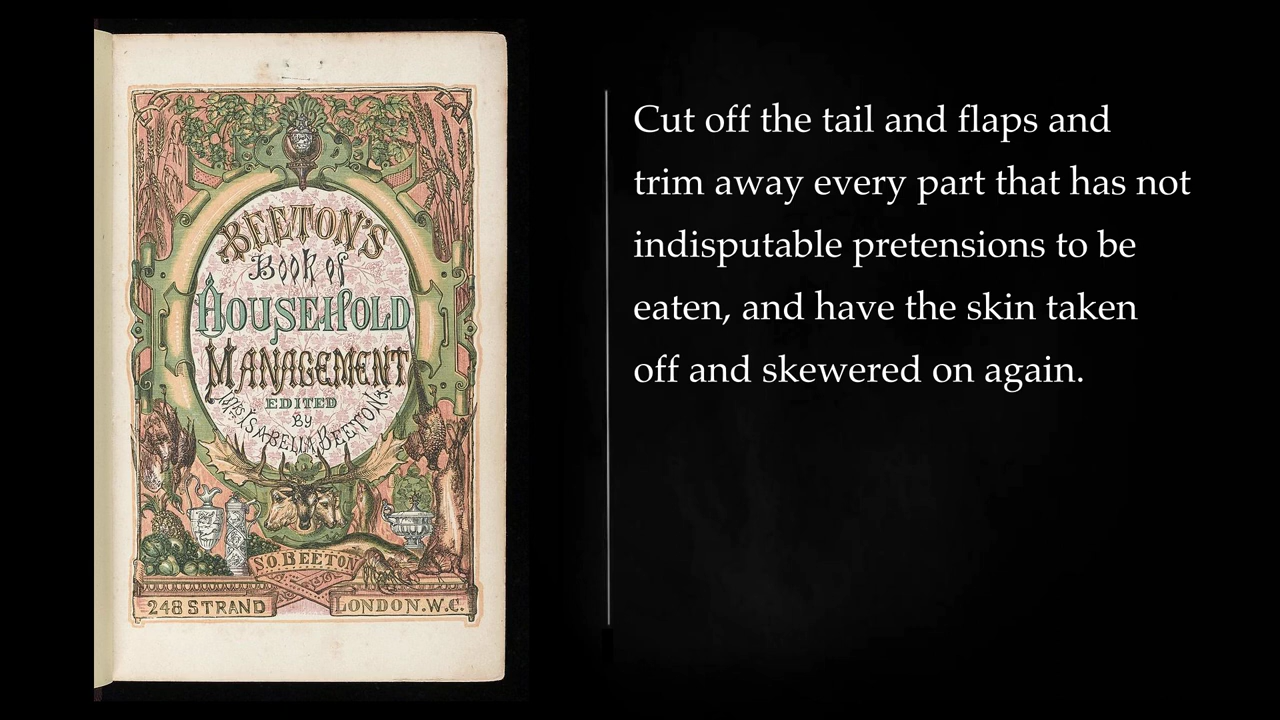 BEETON'S
Book of
HOUSEHOLD
MANAGEMENT
EDITED
BY
MRS ISABELLA BEETON
S.O. BEETON
248 STRAND
LONDON. W.C.
Cut off the tail and flaps and
trim away every part that has not
indisputable pretensions to be
eaten, and have the skin taken
off and skewered on again.